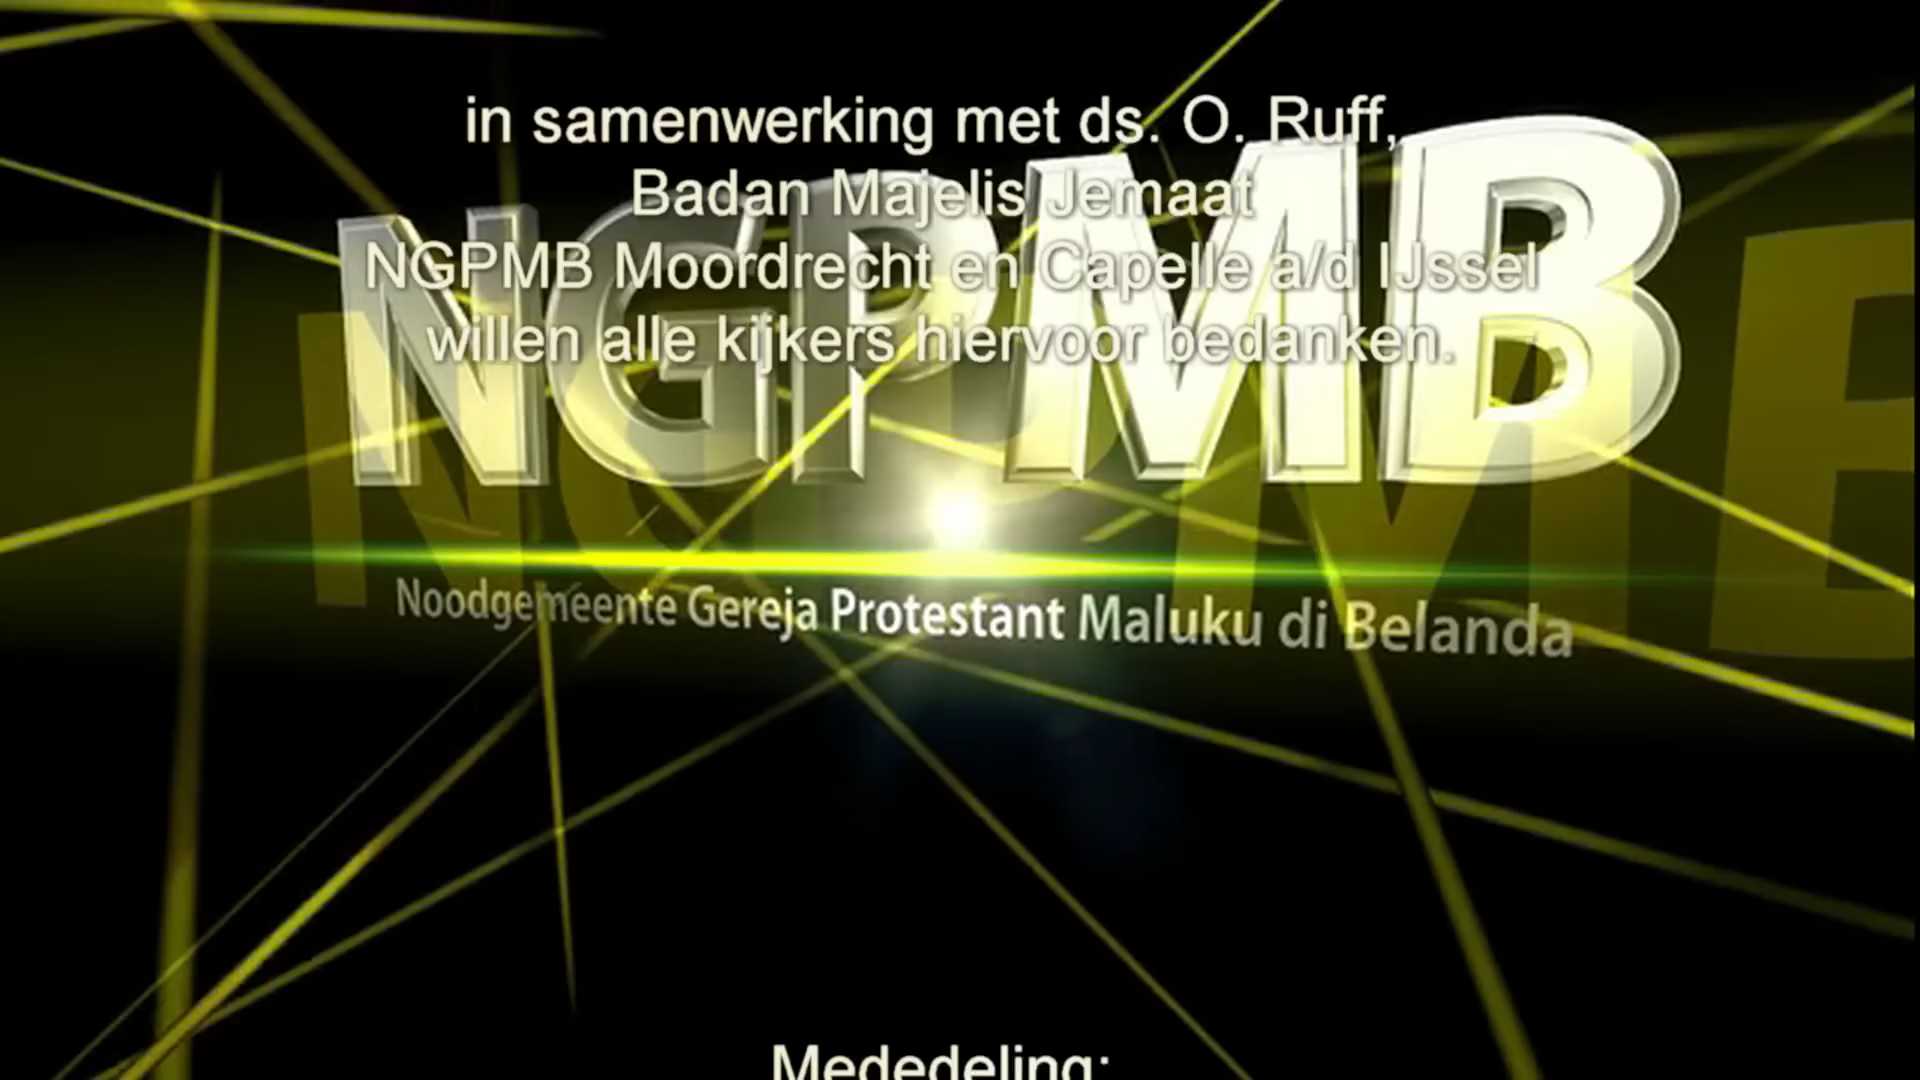 in samenwerking met ds. O. Ruff,
Badan Majelis Jemaat
NGPMB Moordrecht en Capelle a/d IJssel
willen alle kijkers hiervoor bedanken.
NGPMB
Noodgemeente Gereja Protestant Maluku di Belanda
Mededeling: